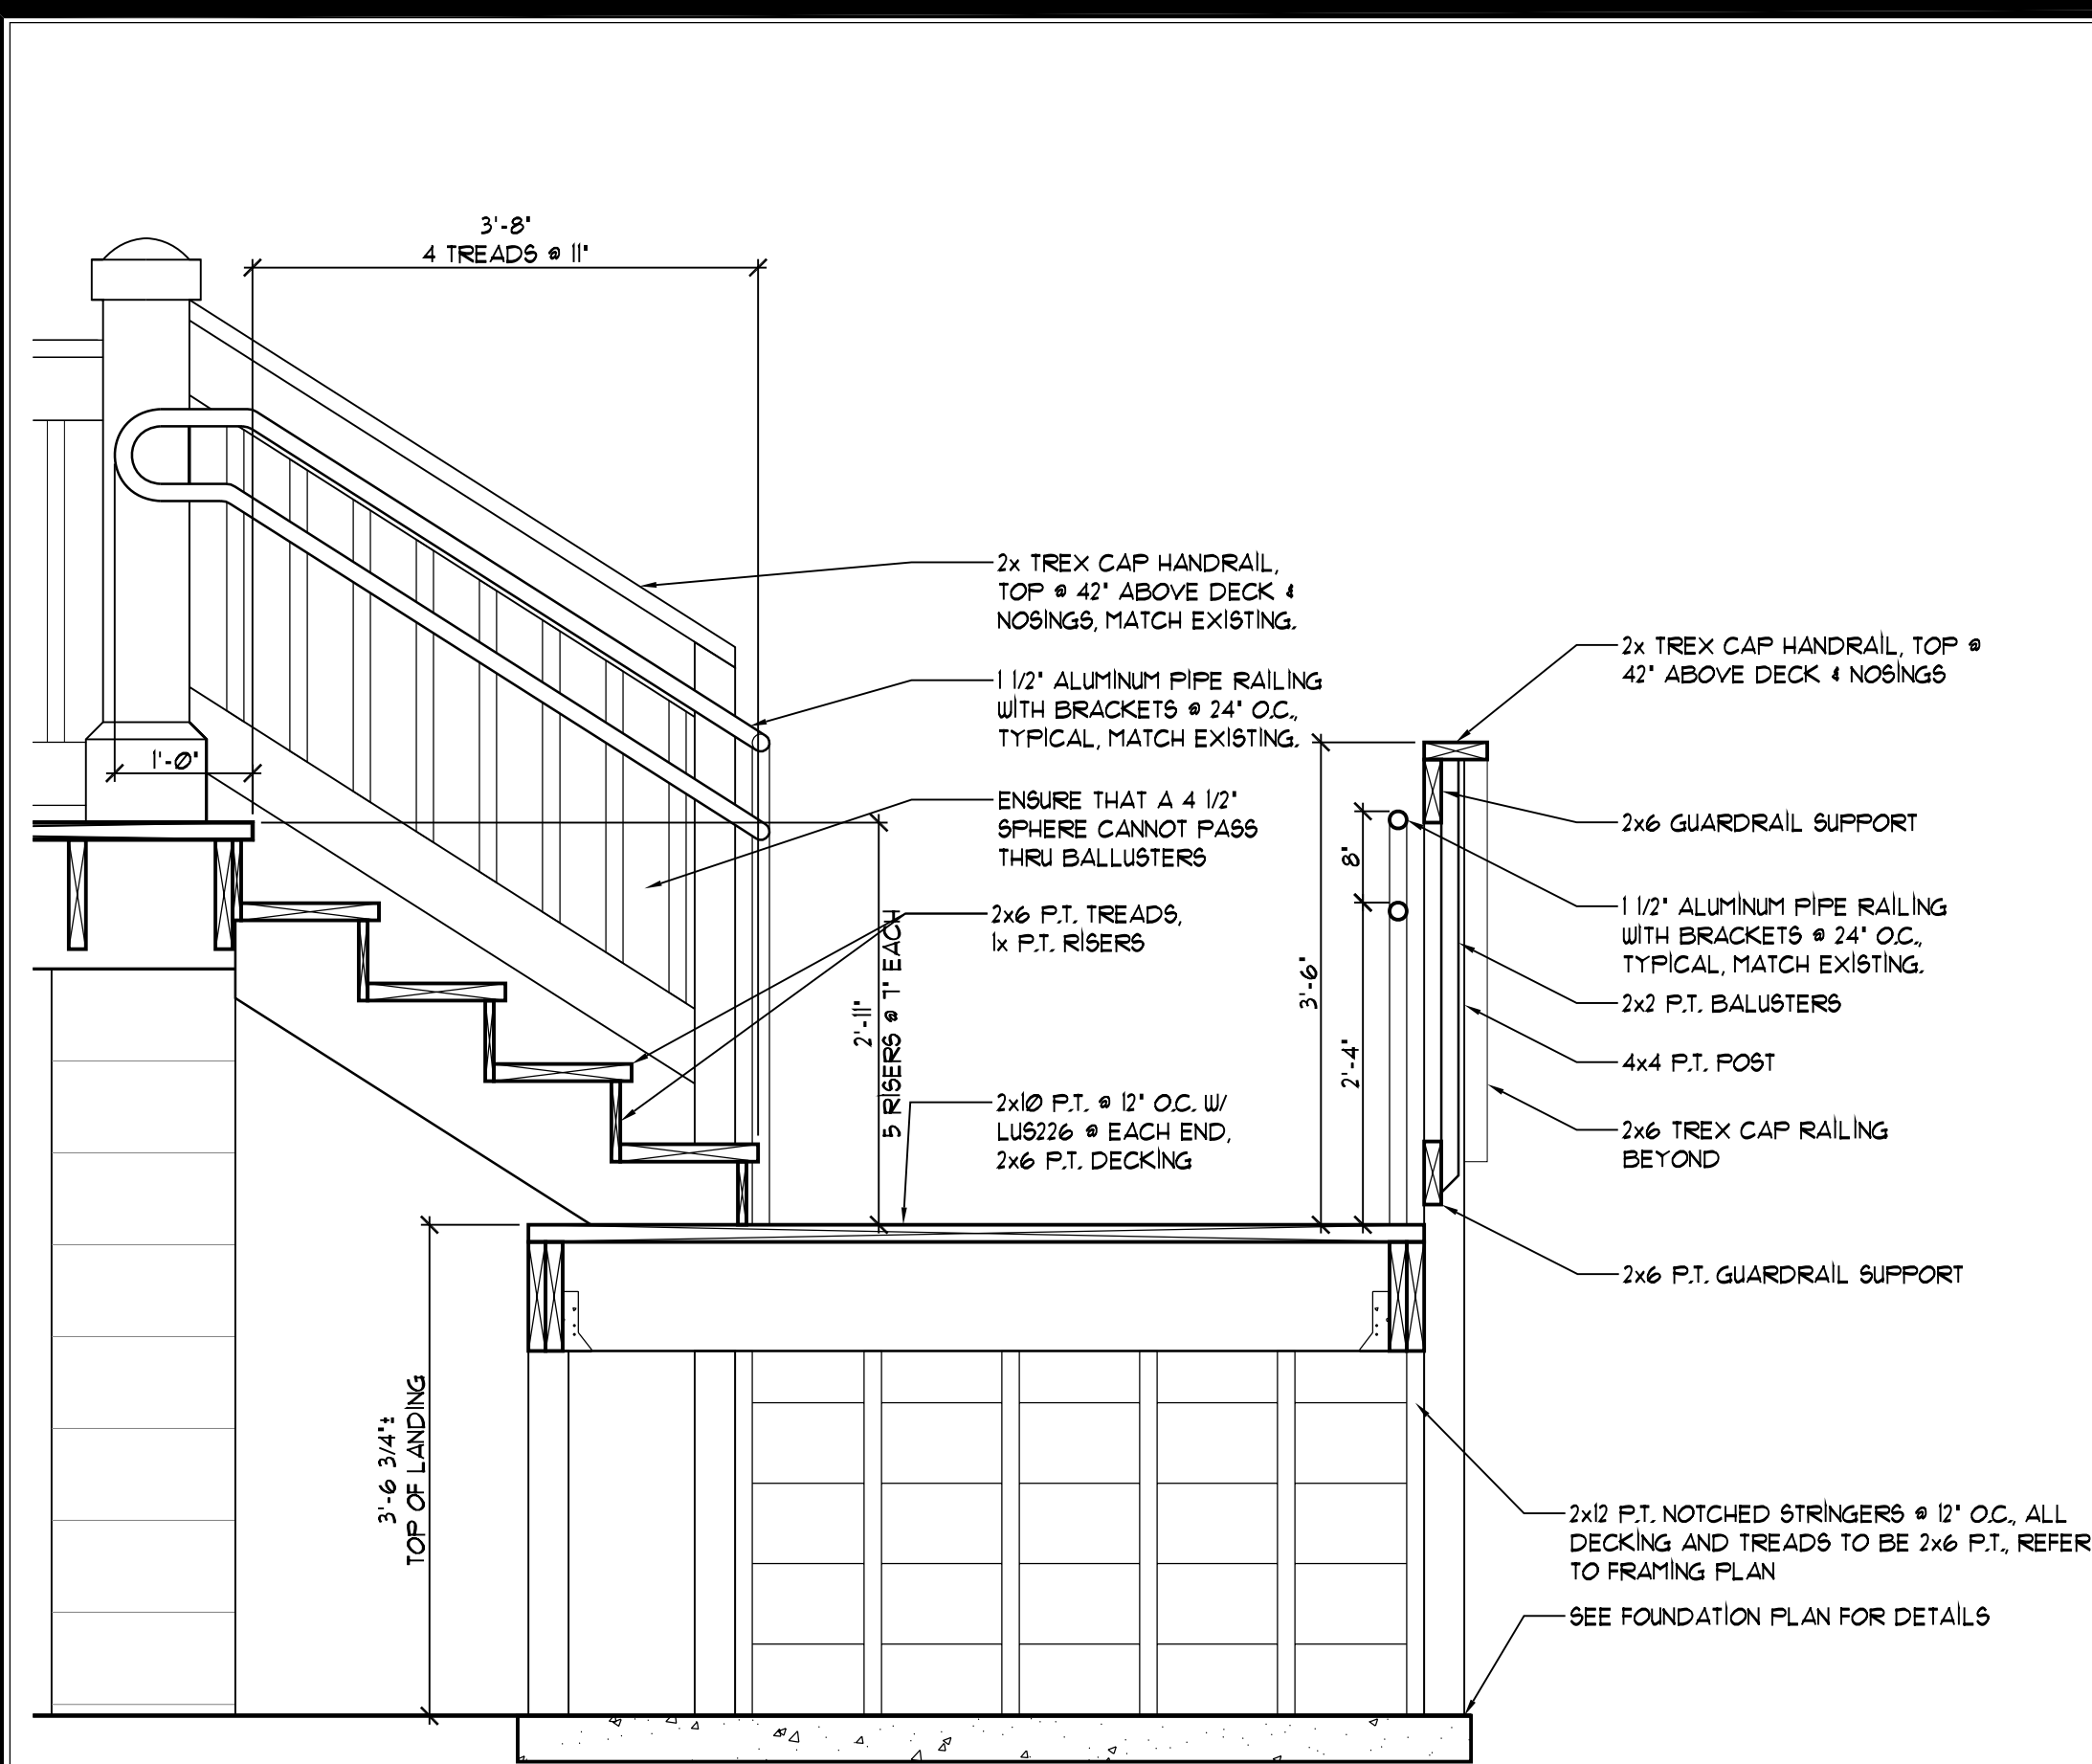 3'-8"
4 TREADS @ 11"
1'-0"
2x TREX CAP HANDRAIL,
TOP @ 42" ABOVE DECK &
NOSINGS, MATCH EXISTING.
1 1/2" ALUMINUM PIPE RAILING
WITH BRACKETS @ 24" O.C.,
TYPICAL, MATCH EXISTING.
ENSURE THAT A 4 1/2"
SPHERE CANNOT PASS
THRU BALLUSTERS
2x6 P.T. TREADS,
1x P.T. RISERS
2'-11"
5 RISERS @ 7" EACH
2x10 P.T. @ 12" O.C. W/
LUS226 @ EACH END,
2x6 P.T. DECKING
3'-6 3/4"±
TOP OF LANDING
3'-6"
8"
2'-4"
2x TREX CAP HANDRAIL, TOP @
42" ABOVE DECK & NOSINGS
2x6 GUARDRAIL SUPPORT
1 1/2" ALUMINUM PIPE RAILING
WITH BRACKETS @ 24" O.C.,
TYPICAL, MATCH EXISTING.
2x2 P.T. BALUSTERS
4x4 P.T. POST
2x6 TREX CAP RAILING
BEYOND
2x6 P.T. GUARDRAIL SUPPORT
2x12 P.T. NOTCHED STRINGERS @ 12" O.C., ALL
DECKING AND TREADS TO BE 2x6 P.T., REFER
TO FRAMING PLAN
SEE FOUNDATION PLAN FOR DETAILS